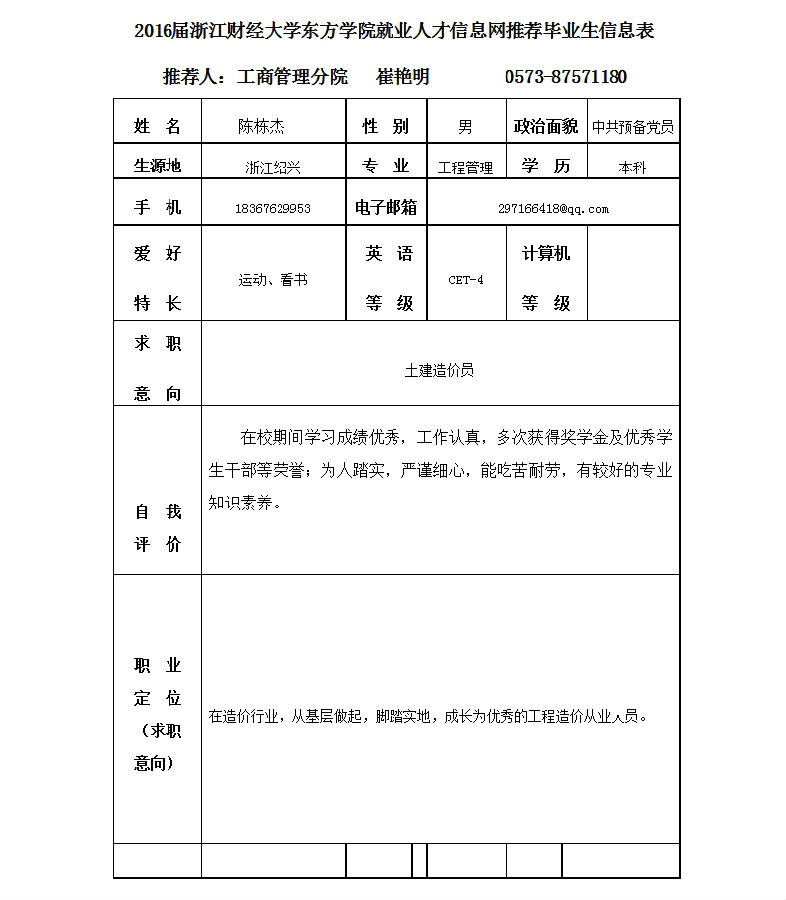 2016届浙江财经大学东方学院就业人才信息网推荐毕业生信息表
推荐人：工商管理分院 崔艳明 0573-87571180
姓 名 陈栋杰 性 别 男 政治面貌 中共预备党员
生源地 浙江绍兴 专 业 工程管理 学 历 本科
手 机 18367629953 电子邮箱 297166418@qq.com
爱 好
特 长
运动、看书
英 语
等 级
CET-4
计算机
等 级
求 职
意 向
土建造价员
自 我
评 价
在校期间学习成绩优秀，工作认真，多次获得奖学金及优秀学
生干部等荣誉；为人踏实，严谨细心，能吃苦耐劳，有较好的专业
知识素养。
职 业
定 位
（求职
意向）
在造价行业，从基层做起，脚踏实地，成长为优秀的工程造价从业人员。